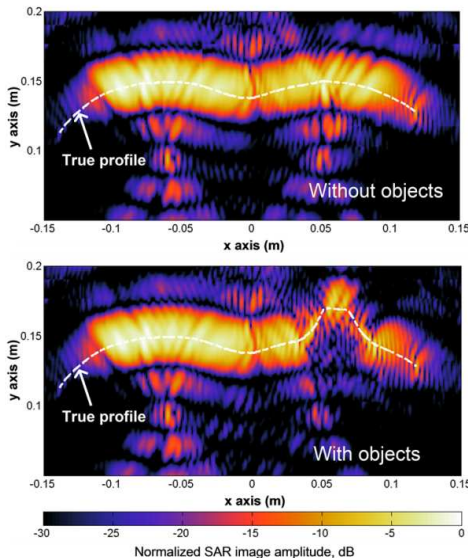 0.2
0.15
0.1
y axis (m)
True profile
Without objects
-0.15 -0.1 -0.05 0 0.05 0.1 0.15
x axis (m)
0.2
0.15
0.1
y axis (m)
True profile
With objects
-0.15 -0.1 -0.05 0 0.05 0.1 0.15
x axis (m)
-30 -25 -20 -15 -10 -5 0
Normalized SAR image amplitude, dB